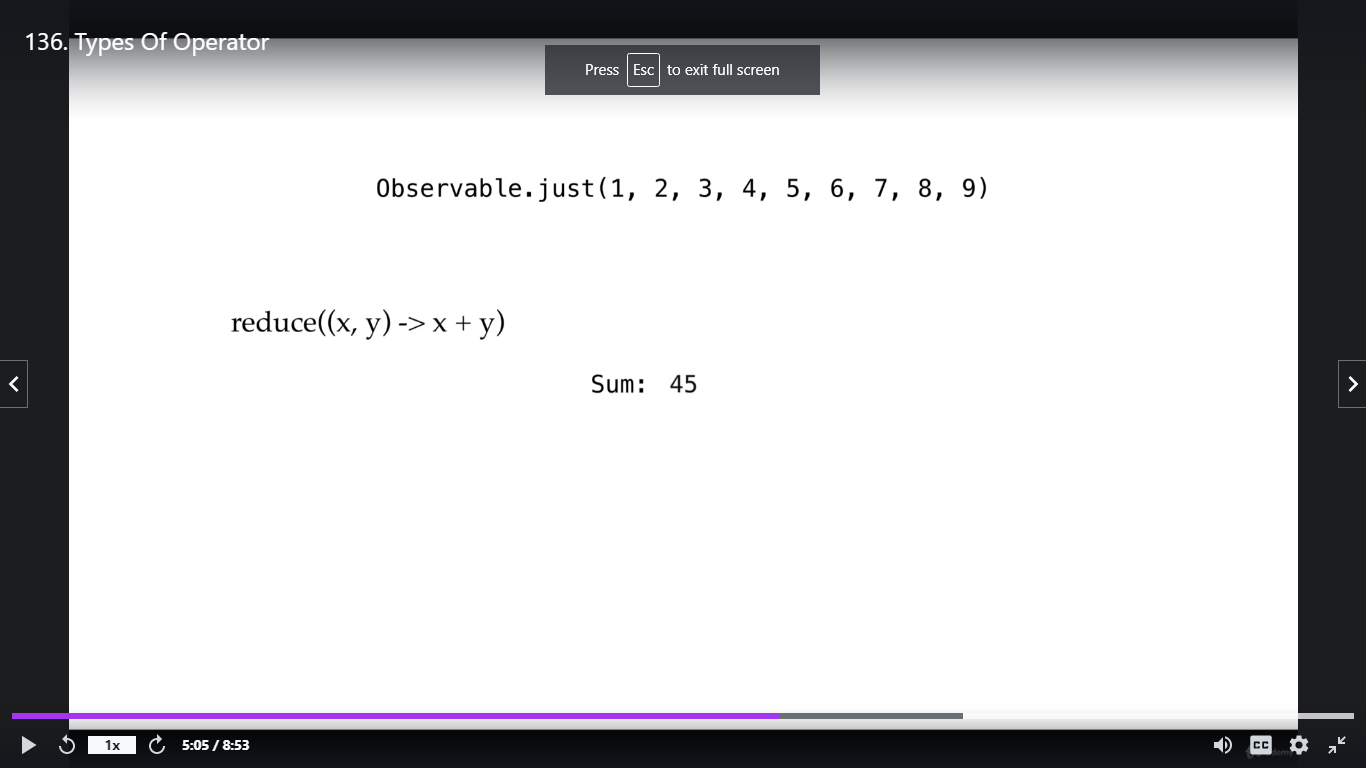 136. Types Of Operator
Press Esc to exit full screen
Observable.just(1, 2, 3, 4, 5, 6, 7, 8, 9)
reduce((x, y) -> x + y)
Sum: 45
1x
5:05 / 8:53
CC